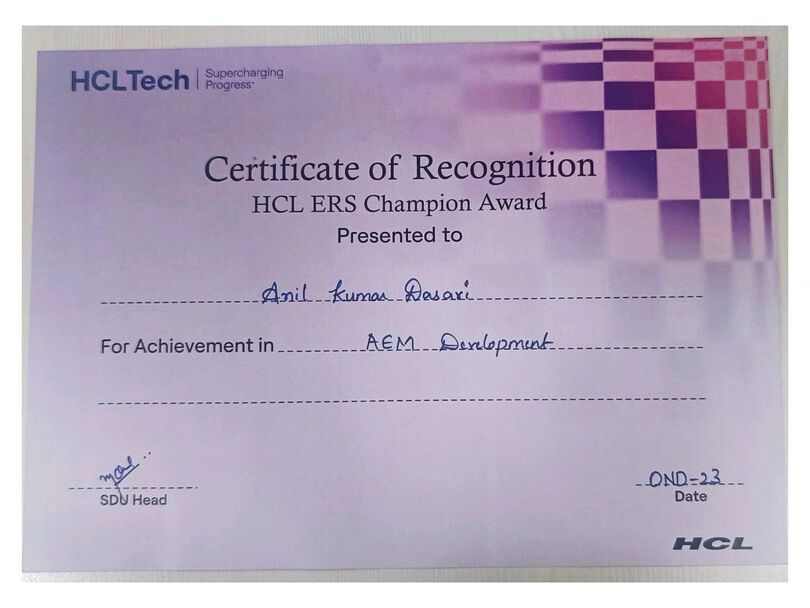 HCLTech | Supercharging
Progress™
Certificate of Recognition
HCL ERS Champion Award
Presented to
Anil Kumar Dasari
For Achievement in AEM Development
SDU Head
OND-23
Date
HCL